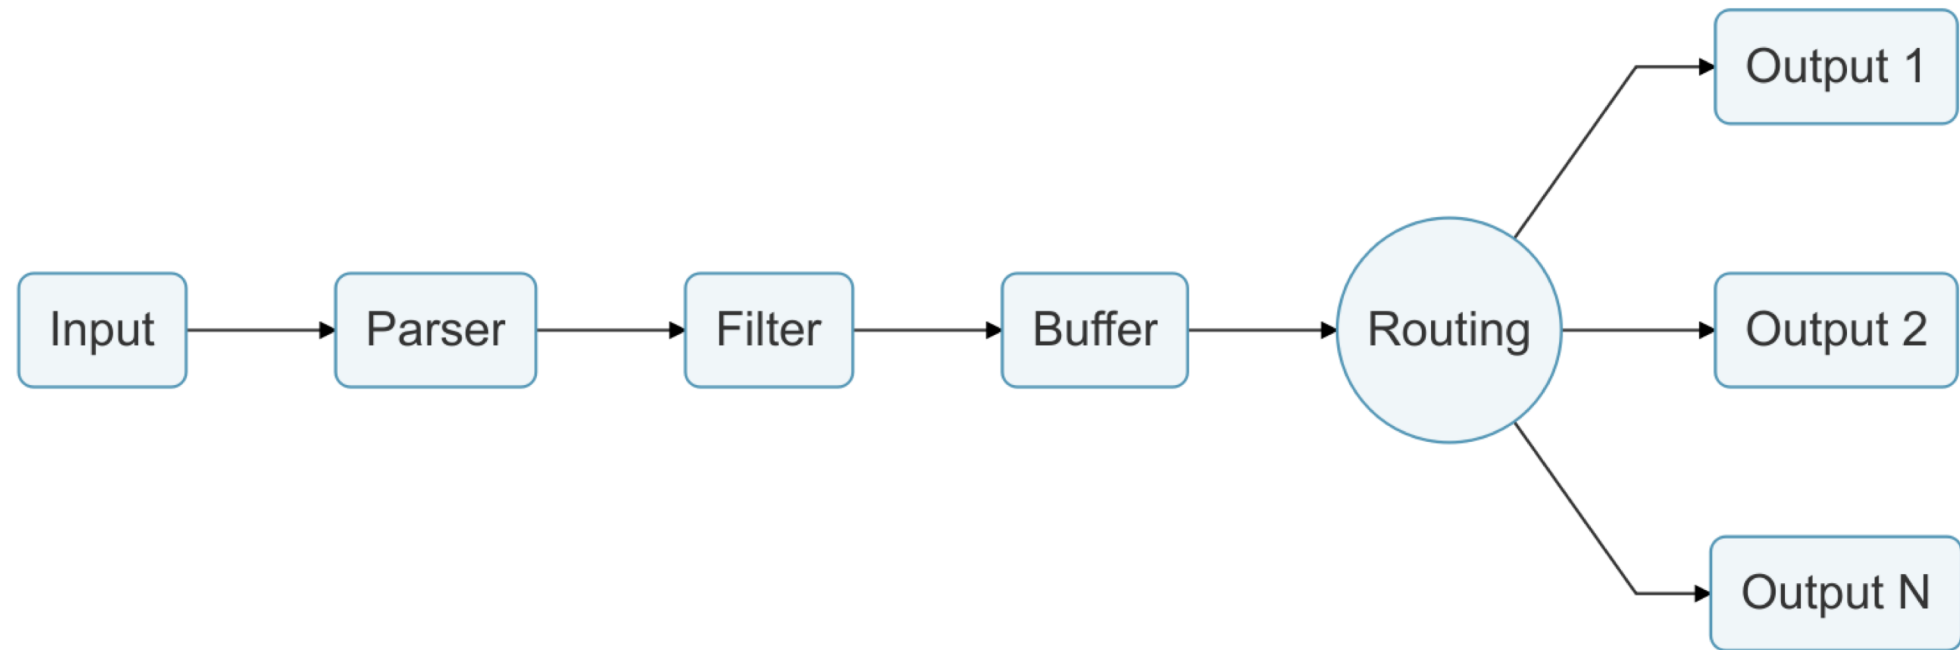 Input
Parser
Filter
Buffer
Routing
Output 1
Output 2
Output N